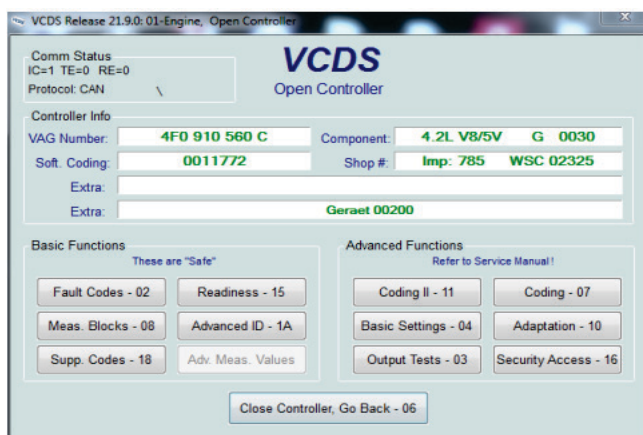 VCDS Release 21.9.0: 01-Engine, Open Controller
Comm Status
IC=1 TE=0 RE=0
Protocol: CAN \
VCDS
Open Controller
Controller Info
VAG Number: 4F0 910 560 C Component: 4.2L V8/5V G 0030
Soft. Coding: 0011772 Shop #: Imp: 785 WSC 02325
Extra:
Extra: Geraet 00200
Basic Functions
These are "Safe"
Fault Codes - 02 Readiness - 15
Meas. Blocks - 08 Advanced ID - 1A
Supp. Codes - 18 Adv. Meas. Values
Advanced Functions
Refer to Service Manual!
Coding II - 11 Coding - 07
Basic Settings - 04 Adaptation - 10
Output Tests - 03 Security Access - 16
Close Controller, Go Back - 06